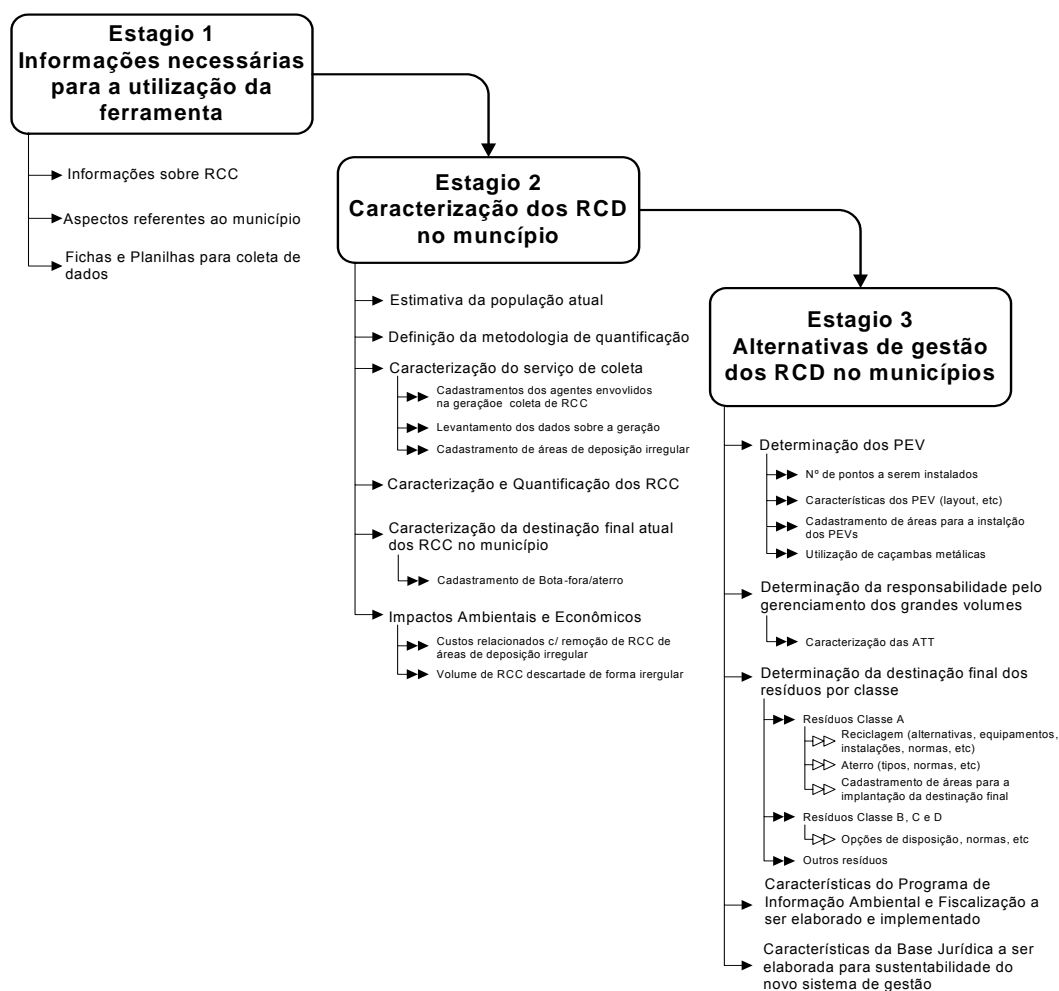 Estagio 1
Informações necessárias
para a utilização da
ferramenta
Informações sobre RCC
Aspectos referentes ao município
Fichas e Planilhas para coleta de
dados
Estagio 2
Caracterização dos RCD
no muncípio
Estimativa da população atual
Definição da metodologia de quantificação
Caracterização do serviço de coleta
Cadastramentos dos agentes envovlidos
na geraçãoe coleta de RCC
Levantamento dos dados sobre a geração
Cadastramento de áreas de deposição irregular
Caracterização e Quantificação dos RCC
Caracterização da destinação final atual
dos RCC no município
Cadastramento de Bota-fora/aterro
Impactos Ambientais e Econômicos
Custos relacionados c/ remoção de RCC de
áreas de deposição irregular
Volume de RCC descartade de forma irergular
Estagio 3
Alternativas de gestão
dos RCD no municípios
Determinação dos PEV
Nº de pontos a serem instalados
Características dos PEV (layout, etc)
Cadastramento de áreas para a instalção
dos PEVs
Utilização de caçambas metálicas
Determinação da responsabilidade pelo
gerenciamento dos grandes volumes
Caracterização das ATT
Determinação da destinação final dos
resíduos por classe
Resíduos Classe A
Reciclagem (alternativas, equipamentos,
instalações, normas, etc)
Aterro (tipos, normas, etc)
Cadastramento de áreas para a
implantação da destinação final
Resíduos Classe B, C e D
Opções de disposição, normas, etc
Outros resíduos
Características do Programa de
Informação Ambiental e Fiscalização a
ser elaborado e implementado
Características da Base Jurídica a ser
elaborada para sustentabilidade do
novo sistema de gestão